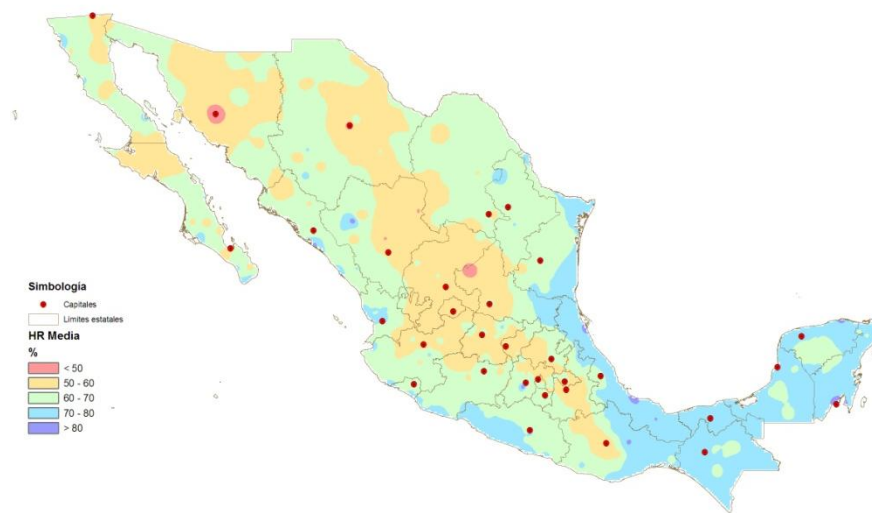 Simbología
Capitales
Límites estatales
HR Media
%
< 50
50 - 60
60 - 70
70 - 80
> 80